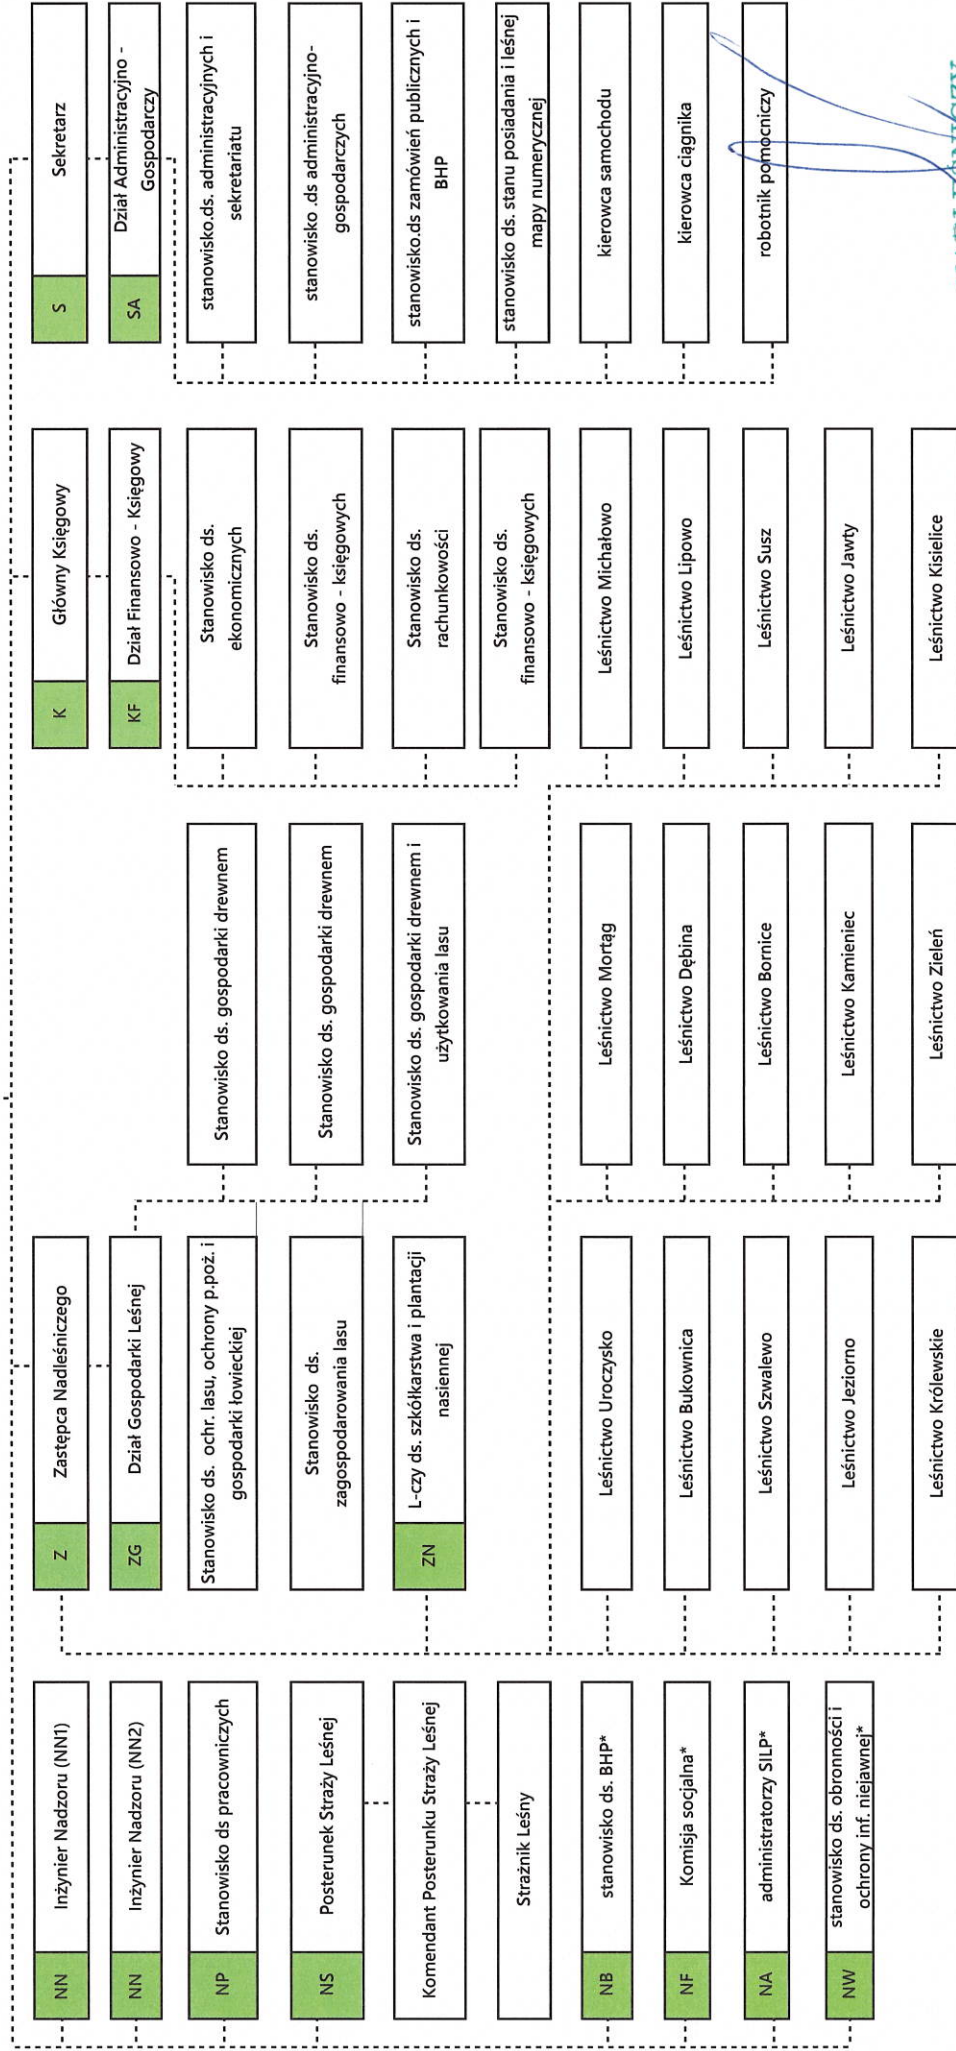 NN Inżynier Nadzoru (NN1)
NN Inżynier Nadzoru (NN2)
NP Stanowisko ds pracowniczych
NS Posterunek Straży Leśnej
Komendant Posterunku Straży Leśnej
Strażnik Leśny
NB stanowisko ds. BHP*
NF Komisja socjalna*
NA administratorzy SILP*
NW stanowisko ds. obronności i
ochrony inf. niejawnej*
Z Zastępca Nadleśniczego
ZG Dział Gospodarki Leśnej
Stanowisko ds. ochr. lasu, ochrony p.poż. i
gospodarki łowieckiej
Stanowisko ds.
zagospodarowania lasu
ZN L-czy ds. szkółkarstwa i plantacji
nasiennej
Leśnictwo Uroczysko
Leśnictwo Bukownica
Leśnictwo Szwalewo
Leśnictwo Jeziorno
Leśnictwo Królewskie
Stanowisko ds. gospodarki drewnem
Stanowisko ds. gospodarki drewnem
Stanowisko ds. gospodarki drewnem i
użytkowania lasu
Leśnictwo Mortąg
Leśnictwo Dębina
Leśnictwo Bornice
Leśnictwo Kamieniec
Leśnictwo Zieleń
K Główny Księgowy
KF Dział Finansowo - Księgowy
Stanowisko ds.
ekonomicznych
Stanowisko ds.
finansowo - księgowych
Stanowisko ds.
rachunkowości
Stanowisko ds.
finansowo - księgowych
Leśnictwo Michałowo
Leśnictwo Lipowo
Leśnictwo Susz
Leśnictwo Jawty
Leśnictwo Kisielice
S Sekretarz
SA Dział Administracyjno -
Gospodarczy
stanowisko.ds. administracyjnych i
sekretariatu
stanowisko .ds administracyjno-
gospodarczych
stanowisko.ds zamówień publicznych i
BHP
stanowisko ds. stanu posiadania i leśnej
mapy numerycznej
kierowca samochodu
kierowca ciągnika
robotnik pomocniczy